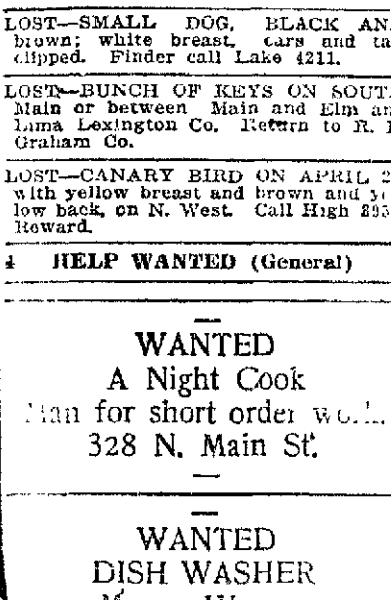 LOST—SMALL DOG, BLACK AN
brown; white breast, ears and ta
clipped. Finder call Lake 4211.
LOST—BUNCH OF KEYS ON SOUT
Main or between Main and Elm an
Lima Lexington Co. Return to R.
Graham Co.
LOST—CANARY BIRD ON APRIL 2
with yellow breast and brown and
low back, on N. West. Call High
Reward.
4 HELP WANTED (General)
WANTED
A Night Cook
Man for short order
328 N. Main St.
WANTED
DISH WASHER